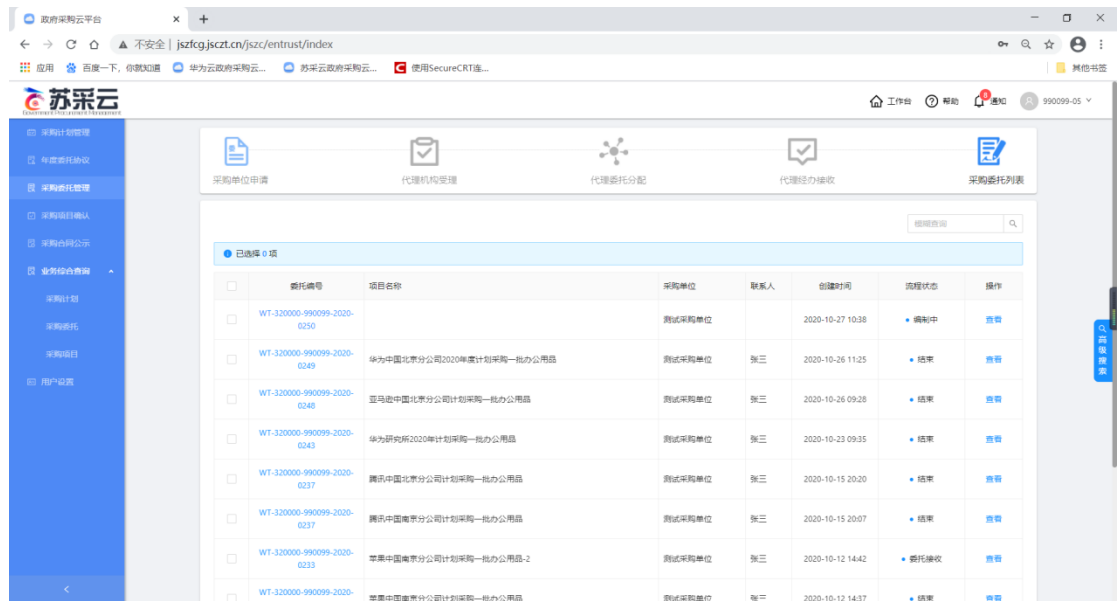 政府采购云平台
不安全 | jszfcg.jsczt.cn/jszc/entrust/index
应用 百度一下，你就知道 华为云政府采购云... 苏采云政府采购云... 使用SecureCRT连... 其他书签
苏采云
Government Procurement Management
工作台 帮助 8 通知 990099-05
采购计划管理
年度委托协议
采购委托管理
采购项目确认
采购合同公示
业务综合查询
采购计划
采购委托
采购项目
用户设置
采购单位申请 代理机构受理 代理委托分配 代理经办接收 采购委托列表
模糊查询
已选择 0 项
委托编号 项目名称 采购单位 联系人 创建时间 流程状态 操作
WT-320000-990099-2020-0250 测试采购单位 2020-10-27 10:38 编制中 查看
WT-320000-990099-2020-0249 华为中国北京分公司2020年度计划采购一批办公用品 测试采购单位 张三 2020-10-26 11:25 结束 查看
WT-320000-990099-2020-0248 亚马逊中国北京分公司计划采购一批办公用品 测试采购单位 张三 2020-10-26 09:28 结束 查看
WT-320000-990099-2020-0243 华为研究所2020年计划采购一批办公用品 测试采购单位 张三 2020-10-23 09:35 结束 查看
WT-320000-990099-2020-0237 腾讯中国北京分公司计划采购一批办公用品 测试采购单位 张三 2020-10-15 20:20 结束 查看
WT-320000-990099-2020-0237 腾讯中国南京分公司计划采购一批办公用品 测试采购单位 张三 2020-10-15 20:07 结束 查看
WT-320000-990099-2020-0233 苹果中国南京分公司计划采购一批办公用品-2 测试采购单位 张三 2020-10-12 14:42 委托接收 查看
WT-320000-990099-2020- 苹果中国南京分公司计划采购一批办公用品 测试采购单位 张三 2020-10-12 14:37 结束 查看
高级搜索